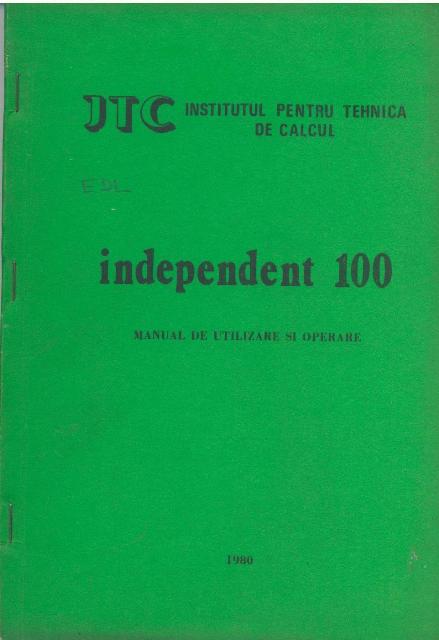 ITC INSTITUTUL PENTRU TEHNICA
DE CALCUL
EDL
independent 100
MANUAL DE UTILIZARE SI OPERARE
1980